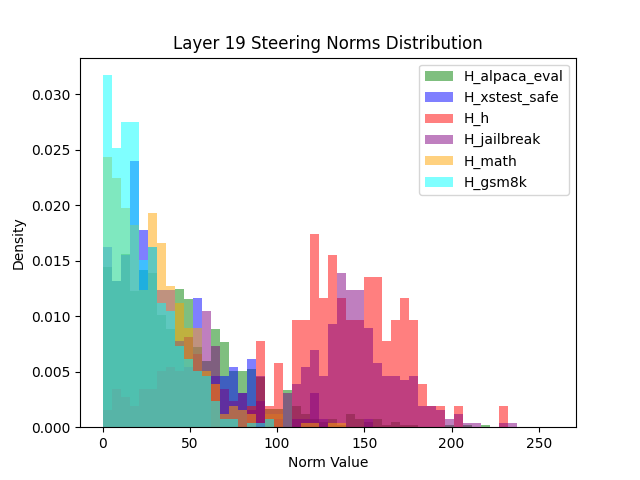 Layer 19 Steering Norms Distribution
H_alpaca_eval
H_xstest_safe
H_h
H_jailbreak
H_math
H_gsm8k
Density
0.030
0.025
0.020
0.015
0.010
0.005
0.000
0 50 100 150 200 250
Norm Value